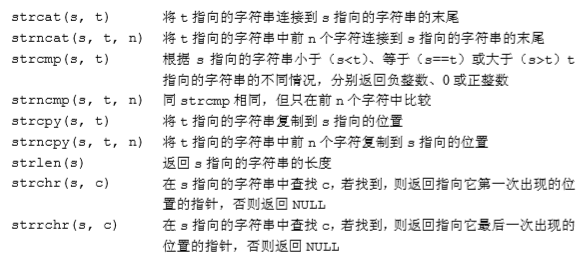 strcat(s, t) 将 t 指向的字符串连接到 s 指向的字符串的末尾
strncat(s, t, n) 将 t 指向的字符串中前 n 个字符连接到 s 指向的字符串的末尾
strcmp(s, t) 根据 s 指向的字符串小于（s<t）、等于（s==t）或大于（s>t）t
指向的字符串的不同情况，分别返回负整数、0 或正整数
strncmp(s, t, n) 同 strcmp 相同，但只在前 n 个字符中比较
strcpy(s, t) 将 t 指向的字符串复制到 s 指向的位置
strncpy(s, t, n) 将 t 指向的字符串中前 n 个字符复制到 s 指向的位置
strlen(s) 返回 s 指向的字符串的长度
strchr(s, c) 在 s 指向的字符串中查找 c，若找到，则返回指向它第一次出现的位
置的指针，否则返回 NULL
strrchr(s, c) 在 s 指向的字符串中查找 c，若找到，则返回指向它最后一次出现的
位置的指针，否则返回 NULL